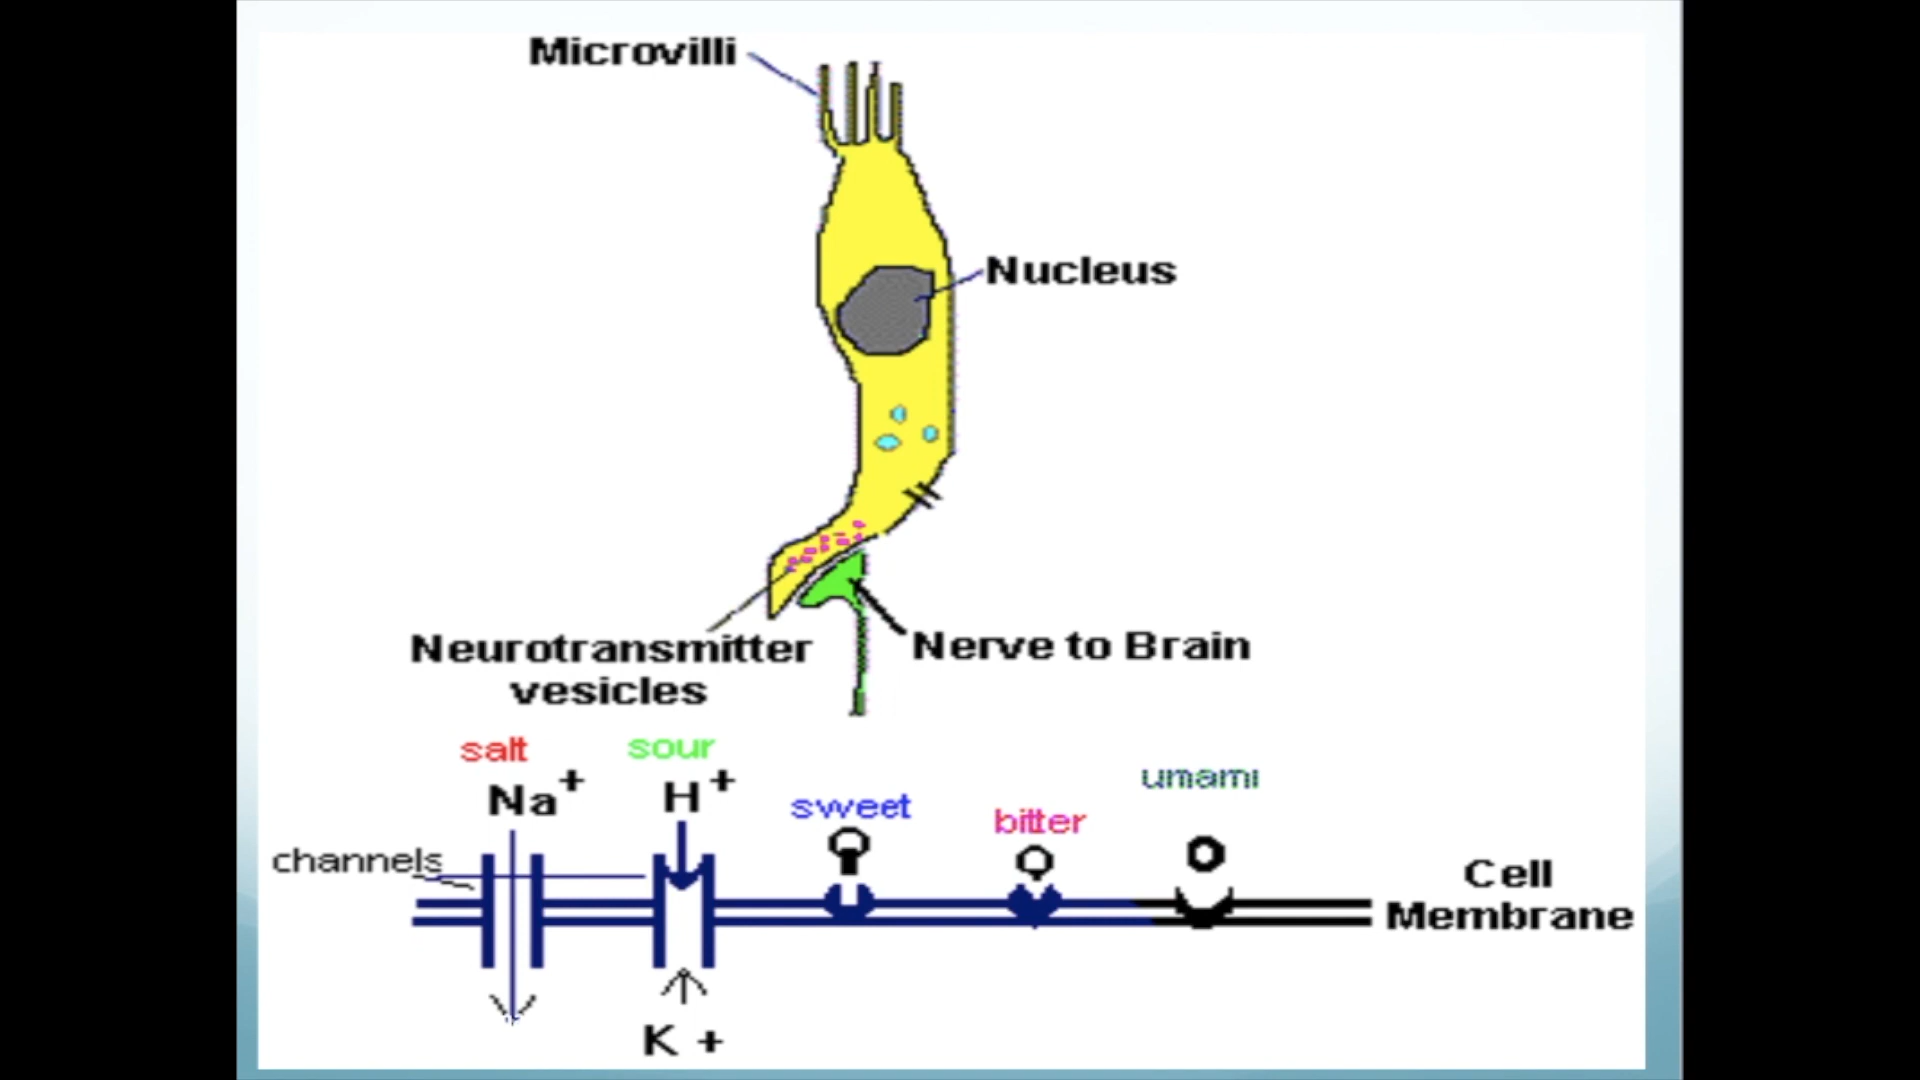 Microvilli
Nucleus
Neurotransmitter
vesicles
Nerve to Brain
salt
sour
Na+
H+
sweet
bitter
umami
channels
Cell
Membrane
K +